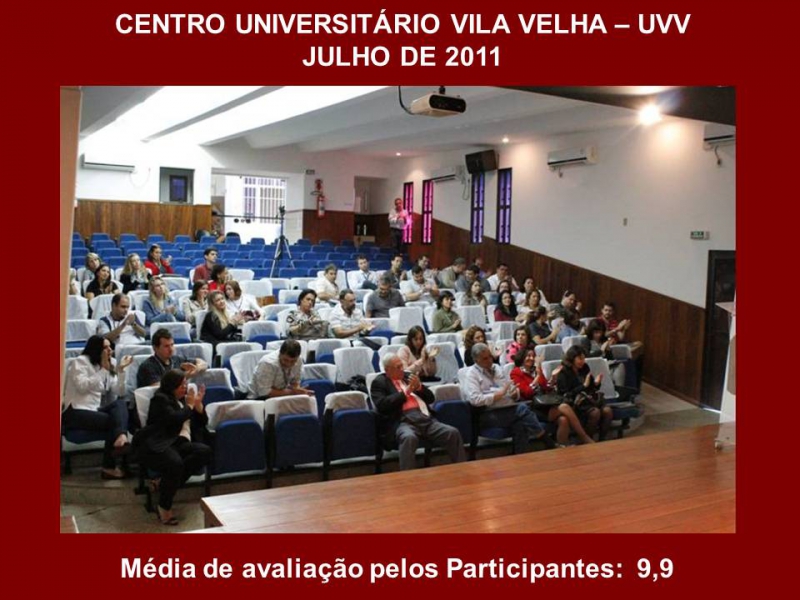 CENTRO UNIVERSITÁRIO VILA VELHA – UVV
JULHO DE 2011
Média de avaliação pelos Participantes: 9,9